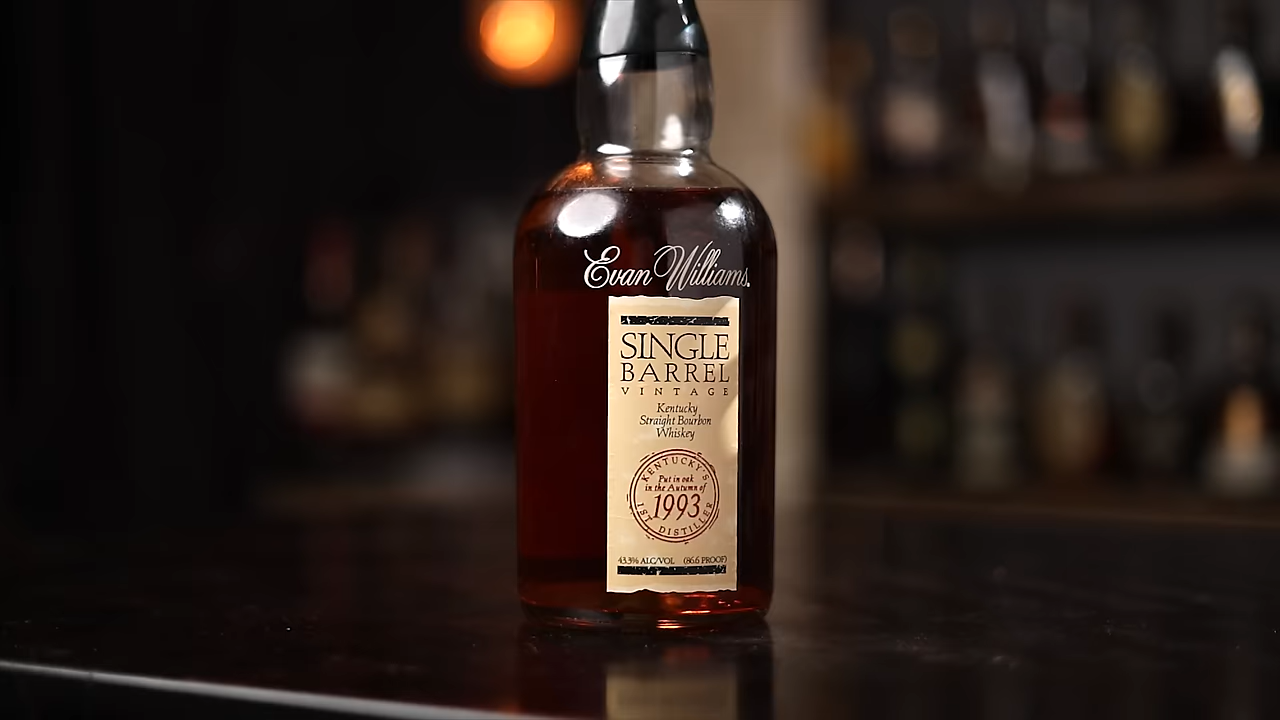 Evan Williams.
SINGLE
BARREL
VINTAGE
Kentucky
Straight Bourbon
Whiskey
KENTUCKY'S
Put in oak
in the Autumn of
1993
1ST DISTILLER
43.3% ALC/VOL (86.6 PROOF)